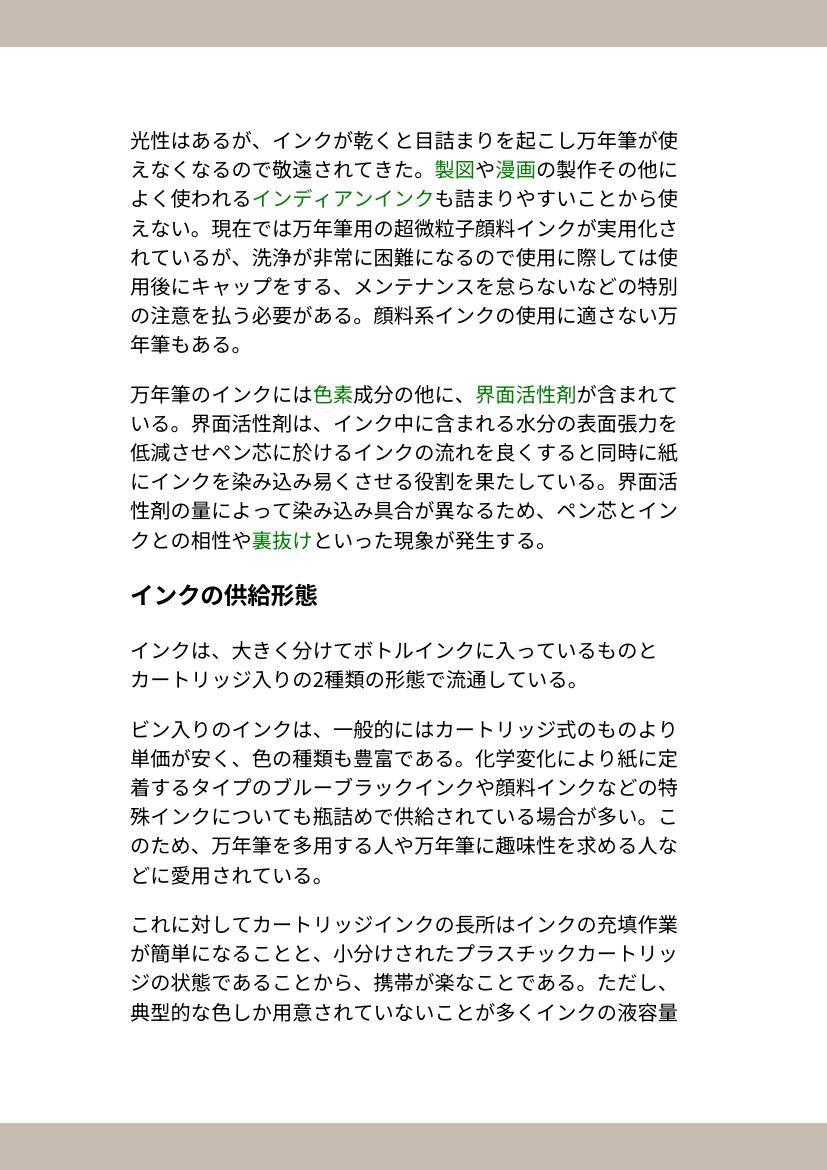 光性はあるが、インクが乾くと目詰まりを起こし万年筆が使
えなくなるので敬遠されてきた。製図や漫画の製作その他に
よく使われるインディアンインクも詰まりやすいことから使
えない。現在では万年筆用の超微粒子顔料インクが実用化さ
れているが、洗浄が非常に困難になるので使用に際しては使
用後にキャップをする、メンテナンスを怠らないなどの特別
の注意を払う必要がある。顔料系インクの使用に適さない万
年筆もある。
万年筆のインクには色素成分の他に、界面活性剤が含まれて
いる。界面活性剤は、インク中に含まれる水分の表面張力を
低減させペン芯に於けるインクの流れを良くすると同時に紙
にインクを染み込み易くさせる役割を果たしている。界面活
性剤の量によって染み込み具合が異なるため、ペン芯とイン
クとの相性や裏抜けといった現象が発生する。
インクの供給形態
インクは、大きく分けてボトルインクに入っているものと
カートリッジ入りの2種類の形態で流通している。
ビン入りのインクは、一般的にはカートリッジ式のものより
単価が安く、色の種類も豊富である。化学変化により紙に定
着するタイプのブルーブラックインクや顔料インクなどの特
殊インクについても瓶詰めで供給されている場合が多い。こ
のため、万年筆を多用する人や万年筆に趣味性を求める人な
どに愛用されている。
これに対してカートリッジインクの長所はインクの充填作業
が簡単になることと、小分けされたプラスチックカートリッ
ジの状態であることから、携帯が楽なことである。ただし、
典型的な色しか用意されていないことが多くインクの液容量